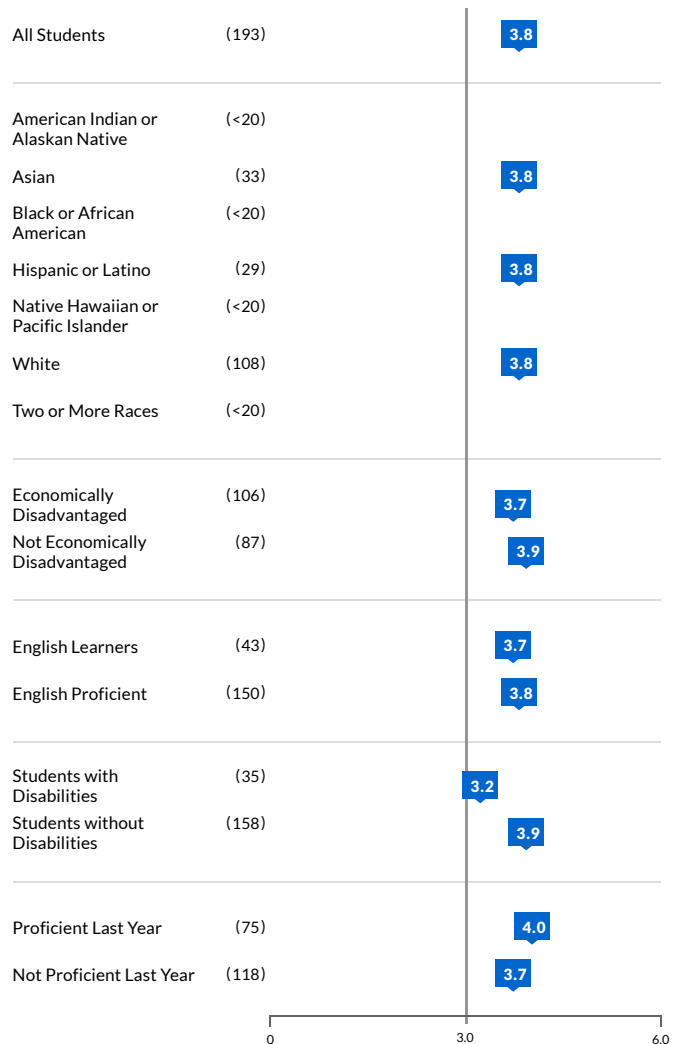 All Students (193) 3.8
American Indian or (<20)
Alaskan Native
Asian (33) 3.8
Black or African (<20)
American
Hispanic or Latino (29) 3.8
Native Hawaiian or (<20)
Pacific Islander
White (108) 3.8
Two or More Races (<20)
Economically (106) 3.7
Disadvantaged
Not Economically (87) 3.9
Disadvantaged
English Learners (43) 3.7
English Proficient (150) 3.8
Students with (35) 3.2
Disabilities
Students without (158) 3.9
Disabilities
Proficient Last Year (75) 4.0
Not Proficient Last Year (118) 3.7
0 3.0 6.0